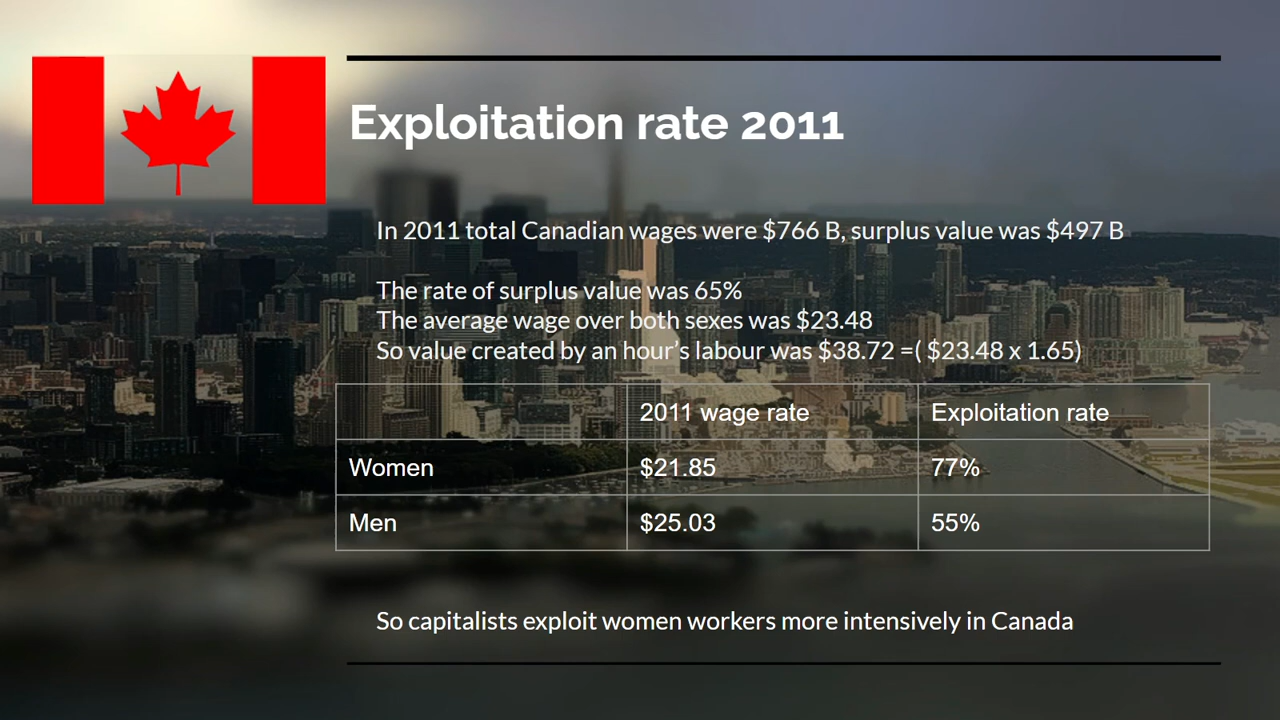 Exploitation rate 2011
In 2011 total Canadian wages were $766 B, surplus value was $497 B
The rate of surplus value was 65%
The average wage over both sexes was $23.48
So value created by an hour’s labour was $38.72 =( $23.48 x 1.65)
2011 wage rate Exploitation rate
Women $21.85 77%
Men $25.03 55%
So capitalists exploit women workers more intensively in Canada